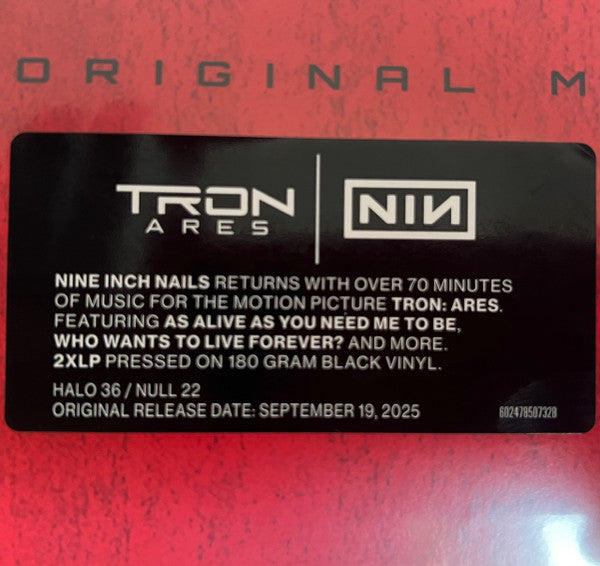 ORIGINAL M
TRON
ARES
NIN
NINE INCH NAILS RETURNS WITH OVER 70 MINUTES
OF MUSIC FOR THE MOTION PICTURE TRON: ARES.
FEATURING AS ALIVE AS YOU NEED ME TO BE,
WHO WANTS TO LIVE FOREVER? AND MORE.
2XLP PRESSED ON 180 GRAM BLACK VINYL.
HALO 36 / NULL 22
ORIGINAL RELEASE DATE: SEPTEMBER 19, 2025
602478507328